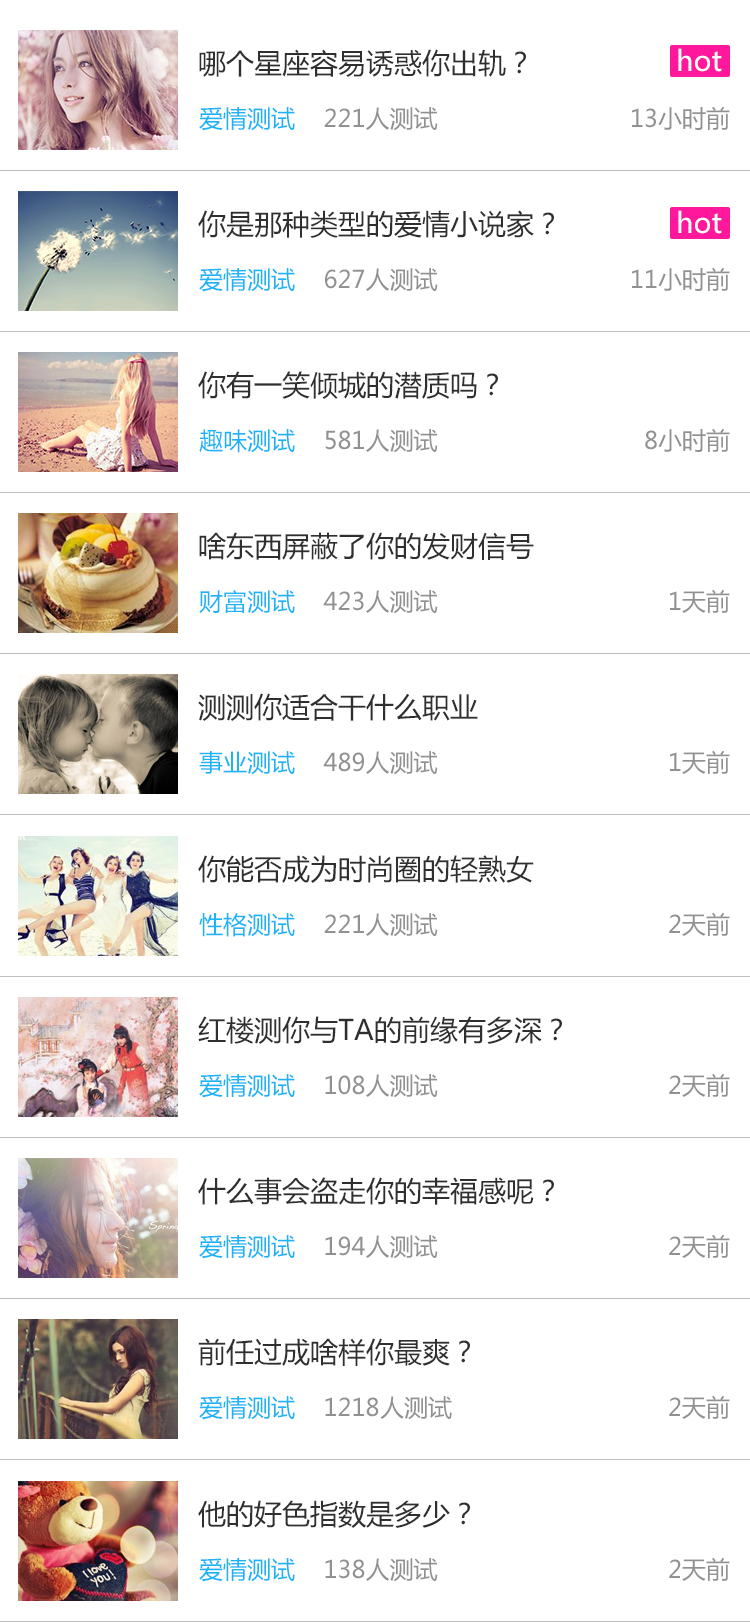 哪个星座容易诱惑你出轨？ hot
爱情测试 221人测试 13小时前
你是那种类型的爱情小说家？ hot
爱情测试 627人测试 11小时前
你有一笑倾城的潜质吗？
趣味测试 581人测试 8小时前
啥东西屏蔽了你的发财信号
财富测试 423人测试 1天前
测测你适合干什么职业
事业测试 489人测试 1天前
你能否成为时尚圈的轻熟女
性格测试 221人测试 2天前
红楼测你与TA的前缘有多深？
爱情测试 108人测试 2天前
什么事会盗走你的幸福感呢？
Spring
爱情测试 194人测试 2天前
前任过成啥样你最爽？
爱情测试 1218人测试 2天前
他的好色指数是多少？
爱情测试 138人测试 2天前
I love
you!